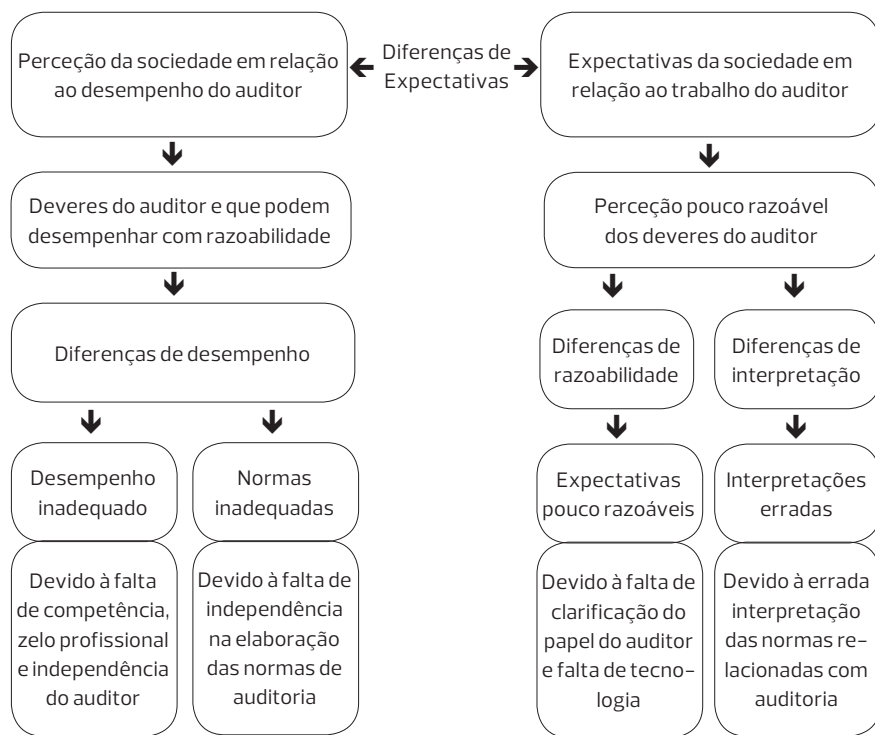 Perceção da sociedade em relação
ao desempenho do auditor
Diferenças de
Expectativas
Expectativas da sociedade em
relação ao trabalho do auditor
Deveres do auditor e que podem
desempenhar com razoabilidade
Perceção pouco razoável
dos deveres do auditor
Diferenças de desempenho
Diferenças de
razoabilidade
Diferenças de
interpretação
Desempenho
inadequado
Normas
inadequadas
Expectativas
pouco razoáveis
Interpretações
erradas
Devido à falta
de competência,
zelo profissional
e independência
do auditor
Devido à falta de
independência
na elaboração
das normas de
auditoria
Devido à falta de
clarificação do
papel do auditor
e falta de tecno-
logia
Devido à errada
interpretação
das normas re-
lacionadas com
auditoria